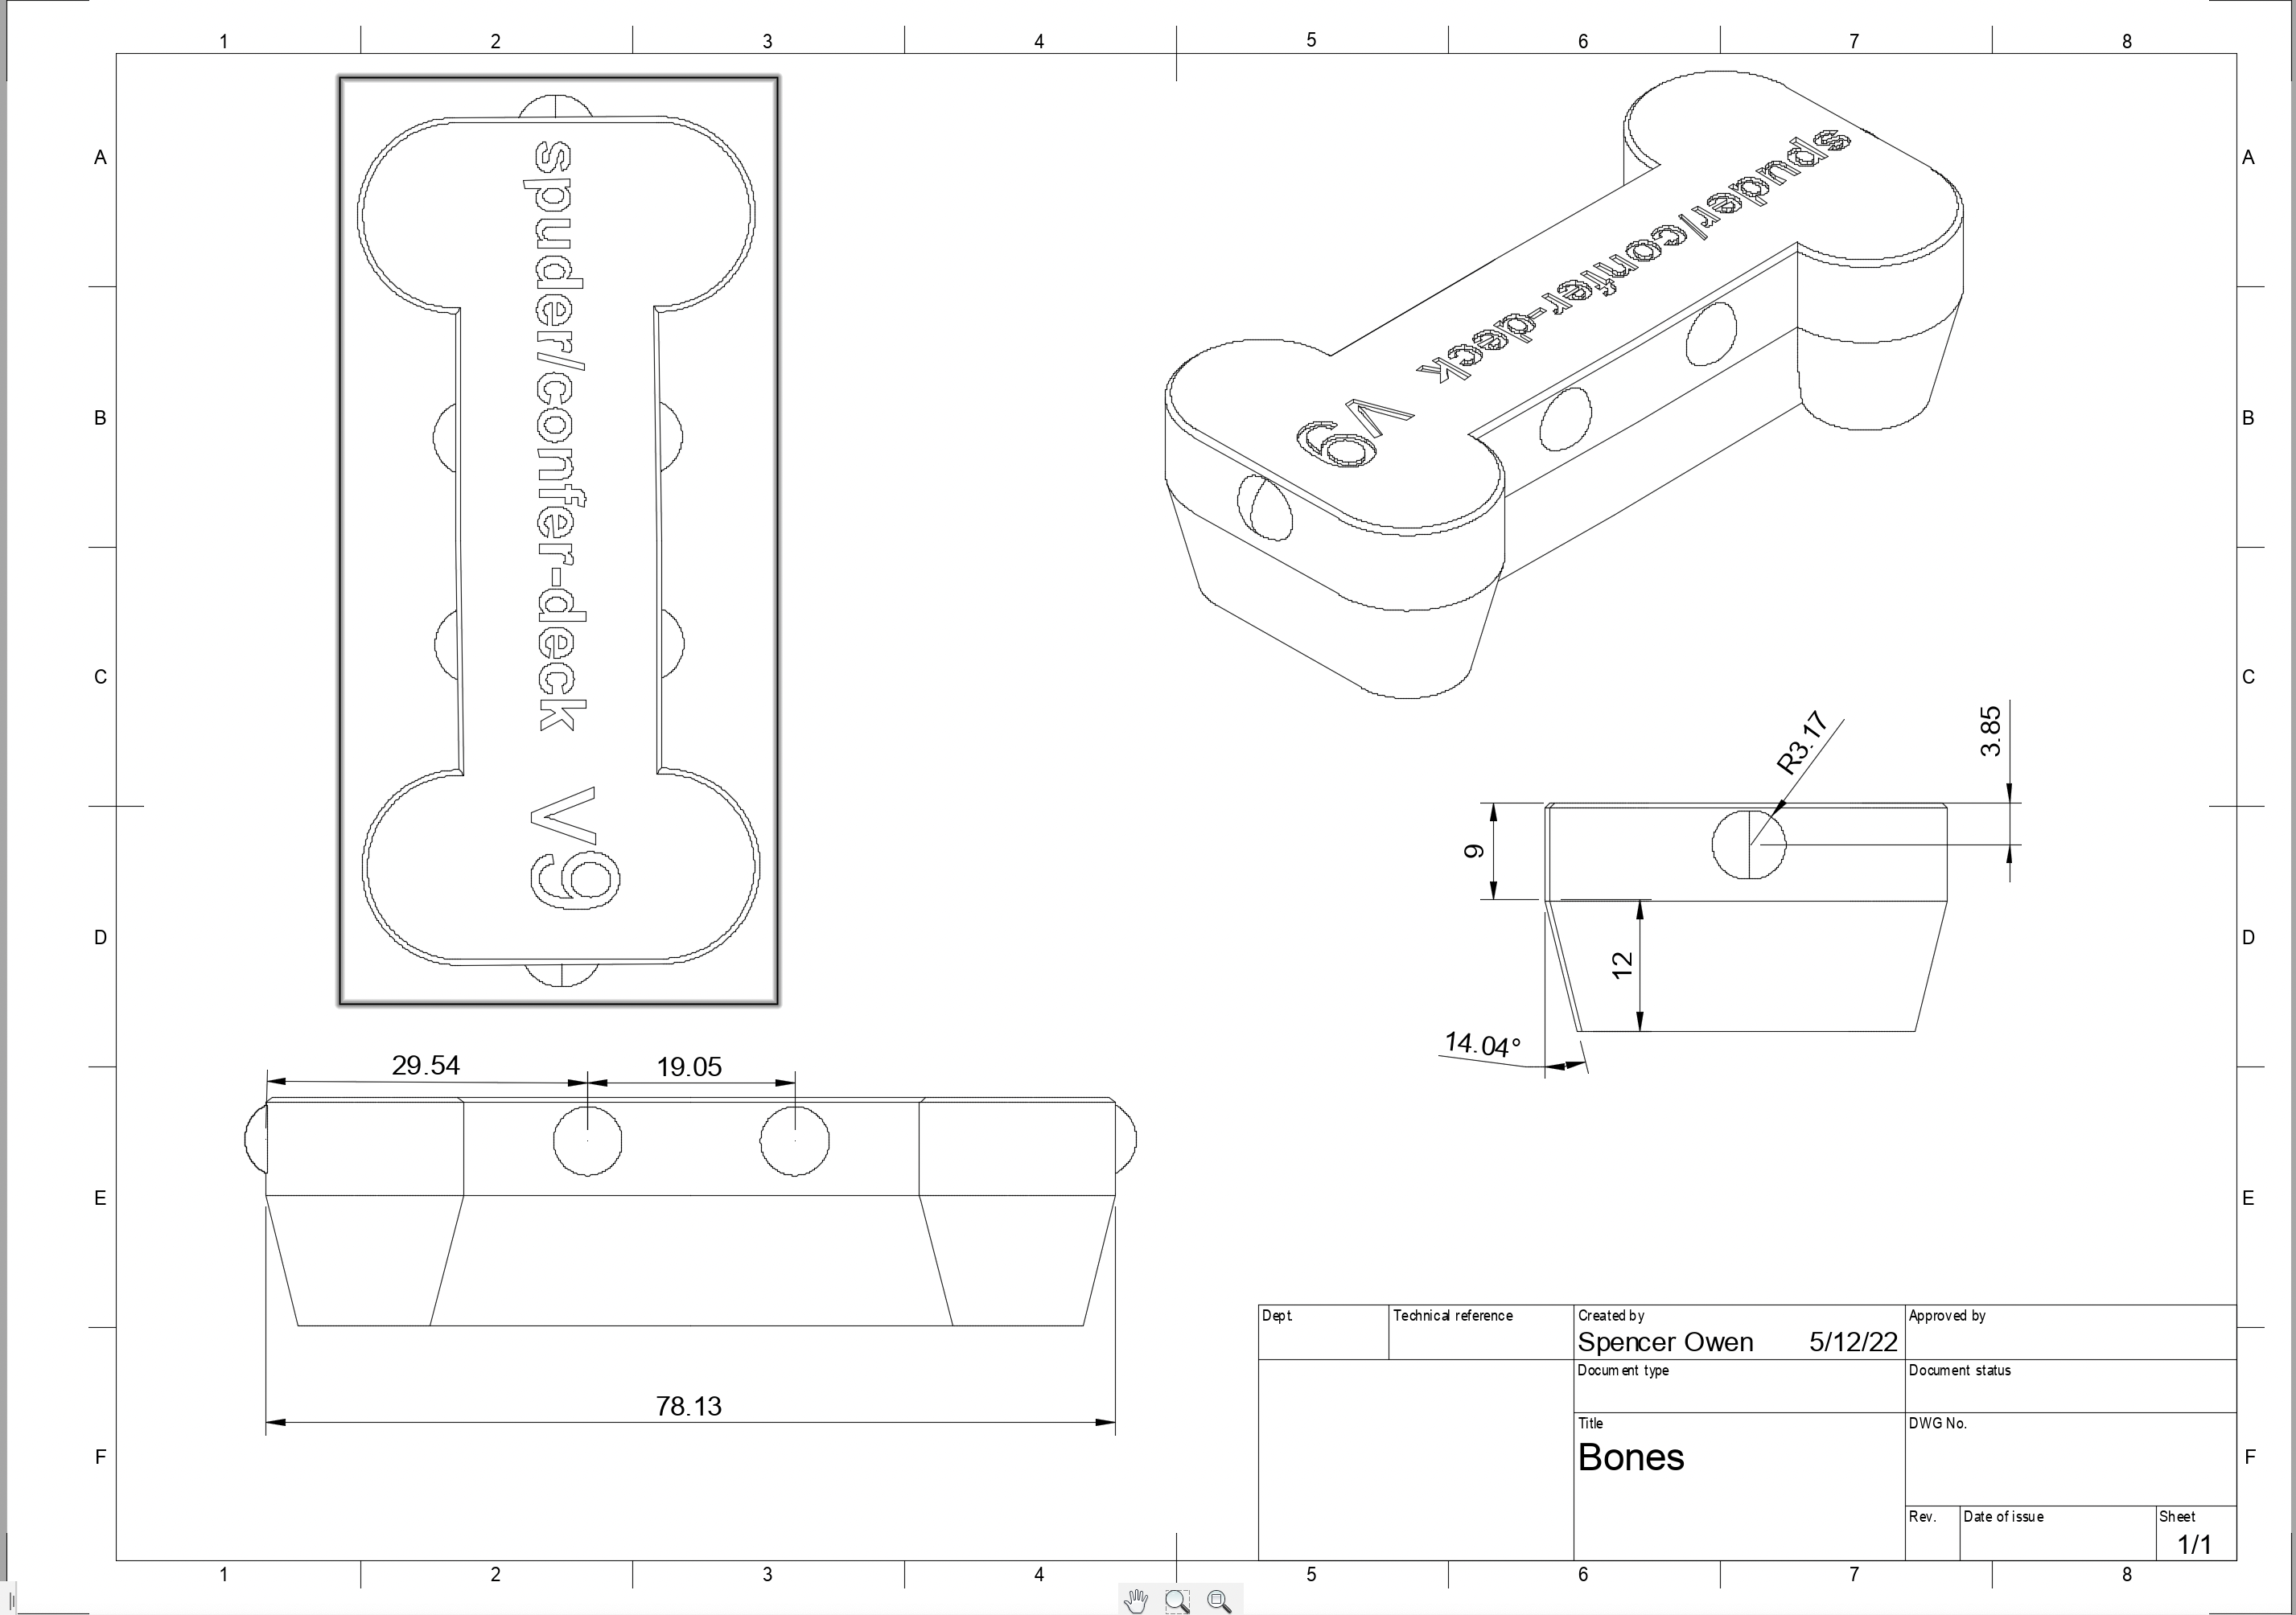 1 2 3 4 5 6 7 8
A A
B B
C C
D D
E E
F F
spuder/confer-deck V9
spuder/confer-deck V9
R3.17
3.85
9
12
14.04°
29.54 19.05
78.13
Dept. Technical reference Created by Approved by
Spencer Owen 5/12/22
Document type Document status
Title DWG No.
Bones
Rev. Date of issue Sheet
1/1
1 2 3 4 5 6 7 8